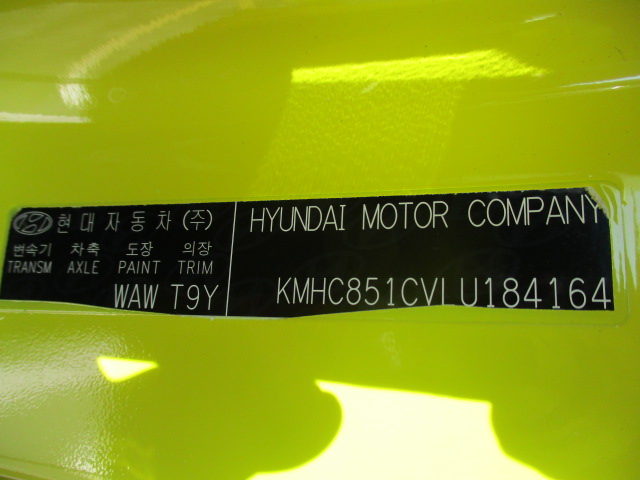 현대자동차 (주)
변속기 차축 도장 의장
TRANSM AXLE PAINT TRIM
WAW T9Y
HYUNDAI MOTOR COMPANY
KMHC851CVLU184164